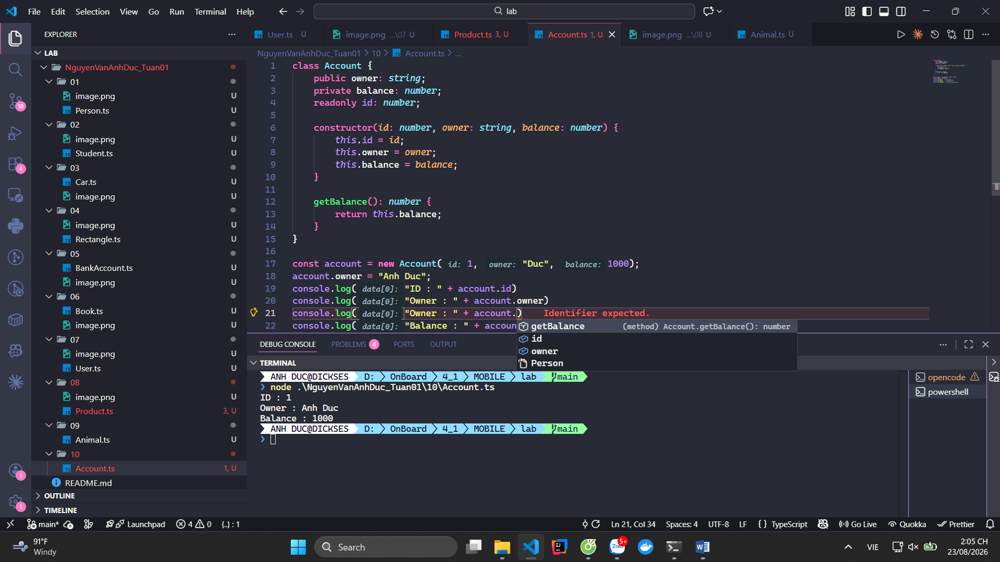 File Edit Selection View Go Run Terminal Help
lab
EXPLORER
LAB
NguyenVanAnhDuc_Tuan01
01
image.png U
Person.ts U
02
image.png U
Student.ts U
03
Car.ts U
image.png U
04
image.png U
Rectangle.ts U
05
BankAccount.ts U
image.png U
06
Book.ts U
image.png U
07
image.png U
User.ts U
08
image.png U
Product.ts 3, U
09
Animal.ts U
10
Account.ts 1, U
README.md
OUTLINE
TIMELINE
18
4
1
1
User.ts U
image.png ...\07 U
Product.ts 3, U
Account.ts 1, U
image.png ...\08 U
Animal.ts U
NguyenVanAnhDuc_Tuan01 > 10 > Account.ts > ...
1 class Account {
2 public owner: string;
3 private balance: number;
4 readonly id: number;
5
6 constructor(id: number, owner: string, balance: number) {
7 this.id = id;
8 this.owner = owner;
9 this.balance = balance;
10 }
11
12 getBalance(): number {
13 return this.balance;
14 }
15 }
16
17 const account = new Account( id: 1, owner: "Duc", balance: 1000);
18 account.owner = "Anh Duc";
19 console.log( data[0]: "ID : " + account.id)
20 console.log( data[0]: "Owner : " + account.owner)
21 console.log( data[0]: "Owner : " + account.) Identifier expected.
22 console.log( data[0]: "Balance : " + accoun
getBalance (method) Account.getBalance(): number
id
owner
Person
DEBUG CONSOLE PROBLEMS 4 PORTS OUTPUT
TERMINAL
ANH DUC@DICKSES D: OnBoard 4_1 MOBILE lab main
❯ node .\NguyenVanAnhDuc_Tuan01\10\Account.ts
ID : 1
Owner : Anh Duc
Balance : 1000
ANH DUC@DICKSES D: OnBoard 4_1 MOBILE lab main
❯
opencode
powershell
main* Launchpad 4 0 {..} : 1
Ln 21, Col 34 Spaces: 4 UTF-8 LF { } TypeScript Go Live Quokka Prettier
91°F
Windy
Search
5+
Zalo
VIE
2:05 CH
23/08/2026